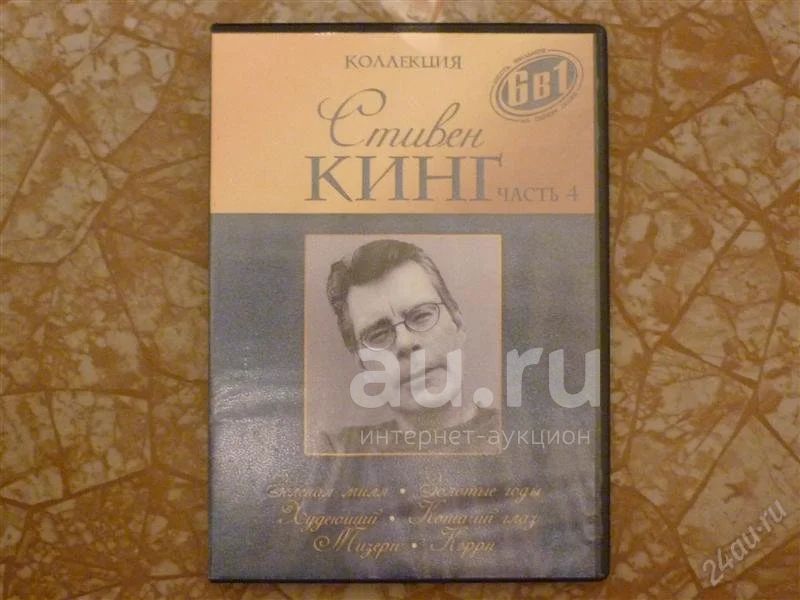 КОЛЛЕКЦИЯ
6в1
Стивен
КИНГ
ЧАСТЬ 4
au.ru
интернет-аукцион
Зеленая миля • Золотые годы
Худеющий • Кошачий глаз
Мизери • Кэрри
24au.ru